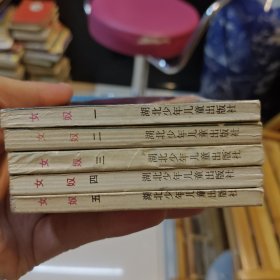 女奴 一 湖北少年儿童出版社
女奴 二 湖北少年儿童出版社
女奴 三 湖北少年儿童出版社
女奴 四 湖北少年儿童出版社
女奴 五 湖北少年儿童出版社